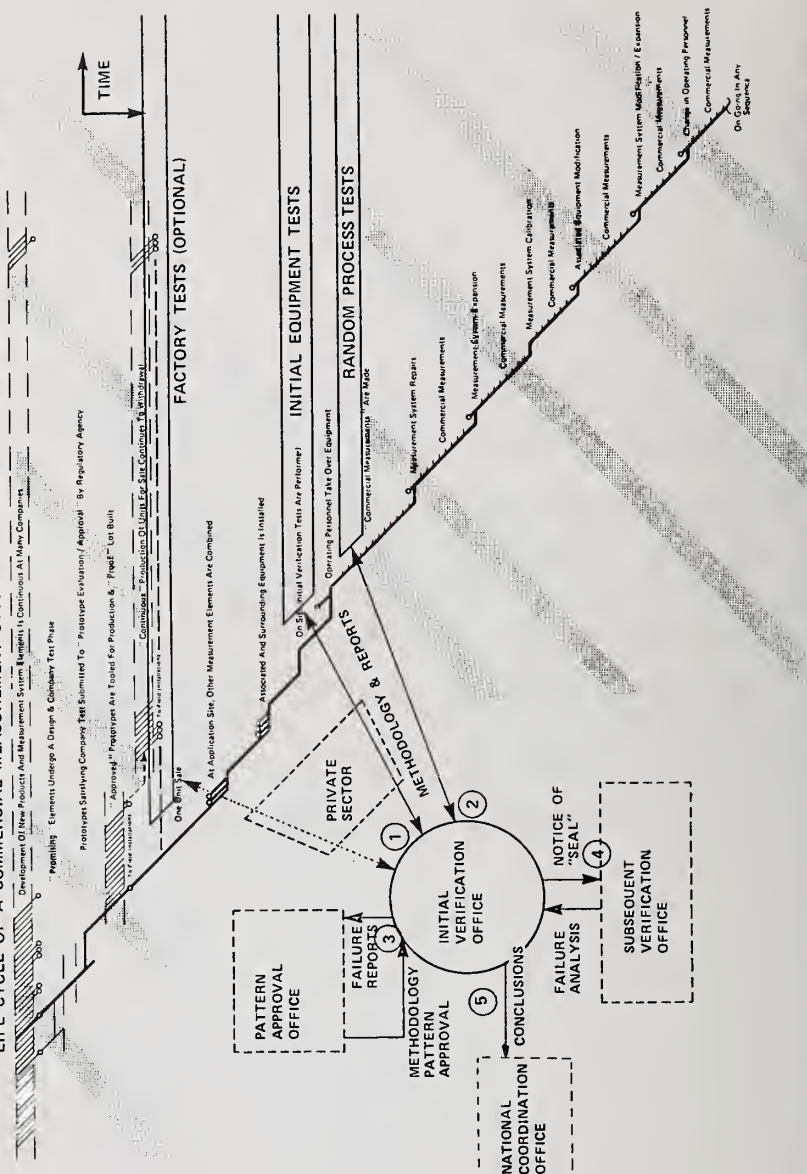 LIFE CYCLE OF A COMMERCIAL MEASUREMENT
Development Of New Products And Measurement System Elements Is Continuous At Many Companies
"Promising" Elements Undergo A Design & Company Test Phase
Prototypes Satisfying Company Test Submitted To "Prototype Evaluation / Approval" By Regulatory Agency
"Approved" Prototypes Are Tooled For Production & "Proof" Lot Built
To Field Installations
"Continuous" Production Of Units For Sale Continues To Withdrawal
To Field Installations
TIME
FACTORY TESTS (OPTIONAL)
One Unit Sale
At Application Site, Other Measurement Elements Are Combined
Associated And Surrounding Equipment Is Installed
INITIAL EQUIPMENT TESTS
On Site Initial Verification Tests Are Performed
Operating Personnel Take Over Equipment
RANDOM PROCESS TESTS
"Commercial Measurements" Are Made
Measurement System Repairs
Commercial Measurements
Measurement System Expansion
Commercial Measurements
Measurement System Calibration
Commercial Measurements
Associated Equipment Modification
Commercial Measurements
Measurement System Modification / Expansion
Commercial Measurements
Change in Operating Personnel
Commercial Measurements
On Going In Any
Sequence
PRIVATE
SECTOR
METHODOLOGY & REPORTS
1
2
PATTERN
APPROVAL
OFFICE
FAILURE
REPORTS
3
METHODOLOGY
PATTERN
APPROVAL
INITIAL
VERIFICATION
OFFICE
NOTICE OF
"SEAL"
4
FAILURE
ANALYSIS
SUBSEQUENT
VERIFICATION
OFFICE
5
CONCLUSIONS
NATIONAL
COORDINATION
OFFICE